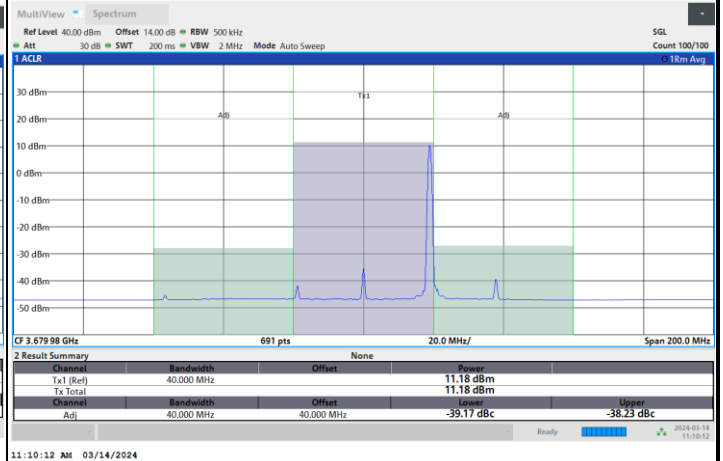 MultiView Spectrum
Ref Level 40.00 dBm Offset 14.00 dB RBW 500 kHz SGL
Att 30 dB SWT 200 ms VBW 2 MHz Mode Auto Sweep Count 100/100
1 ACLR 1Rm Avg
Tx1
Adj Adj
30 dBm
20 dBm
10 dBm
0 dBm
-10 dBm
-20 dBm
-30 dBm
-40 dBm
-50 dBm
CF 3.679 98 GHz 691 pts 20.0 MHz/ Span 200.0 MHz
2 Result Summary None
Channel Bandwidth Offset Power
Tx1 (Ref) 40.000 MHz 11.18 dBm
Tx Total 11.18 dBm
Channel Bandwidth Offset Lower Upper
Adj 40.000 MHz 40.000 MHz -39.17 dBc -38.23 dBc
Ready 2024-03-14
11:10:12
11:10:12 AM 03/14/2024